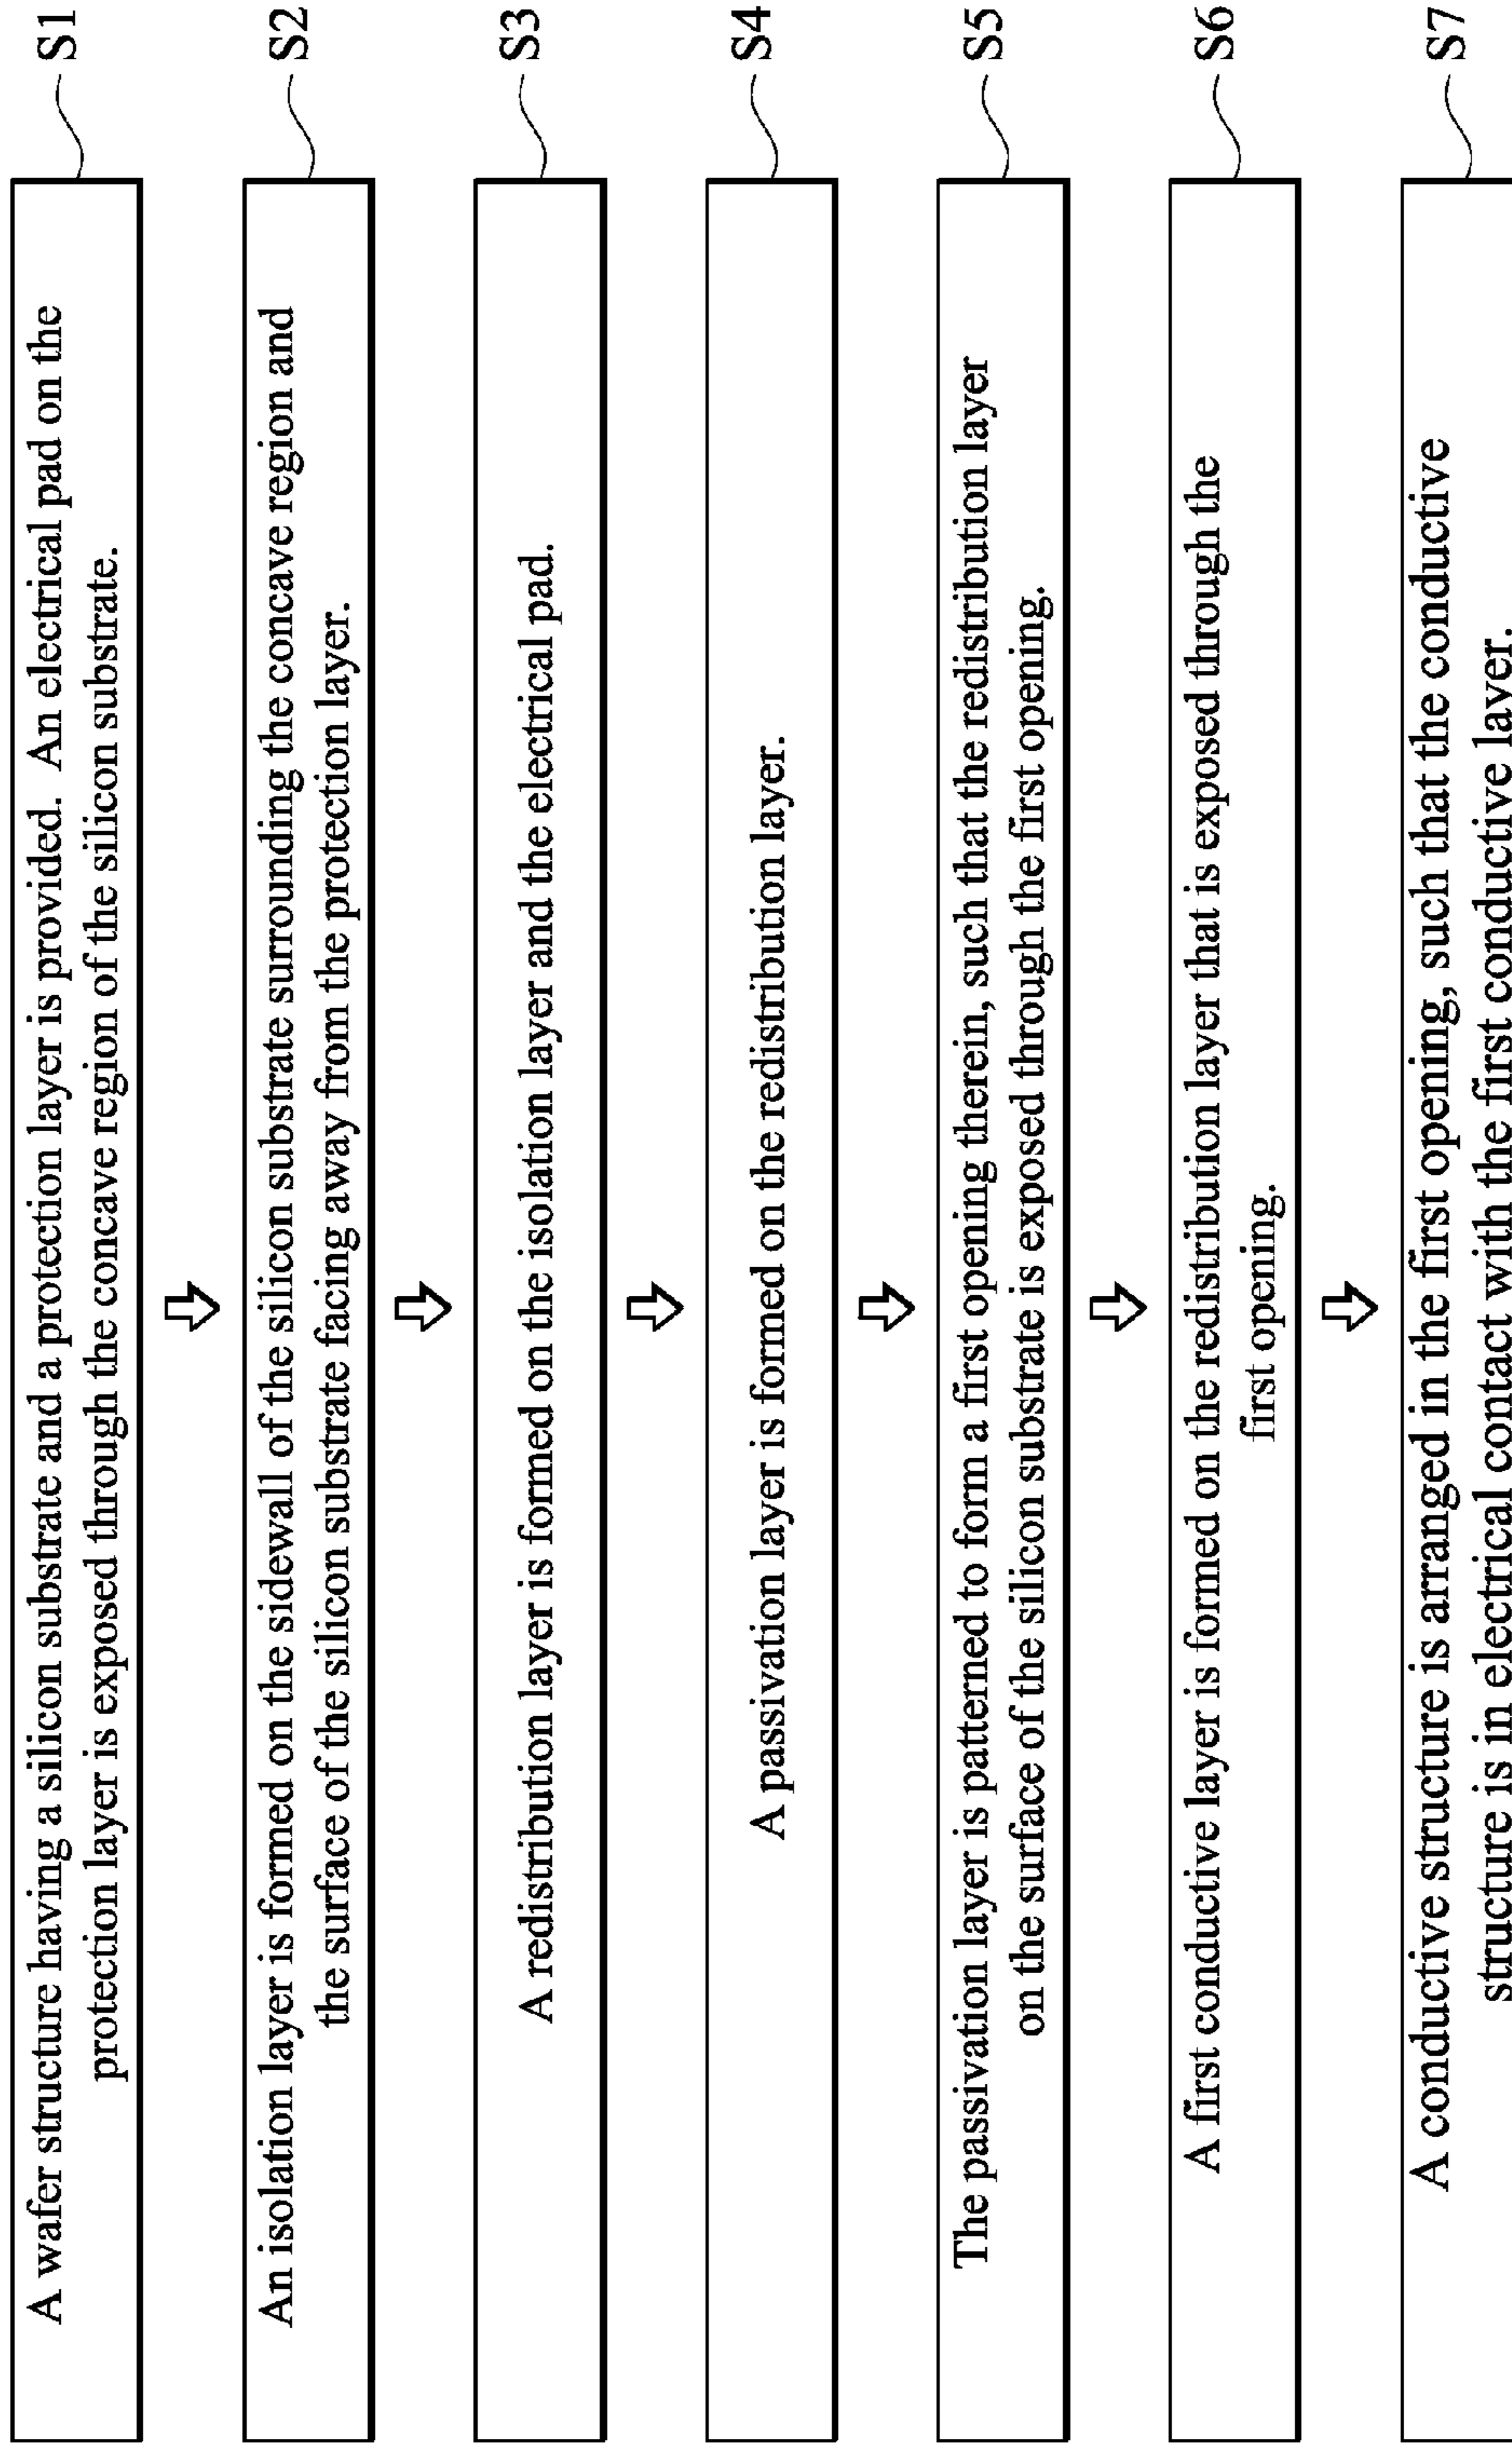 A wafer structure having a silicon substrate and a protection layer is provided. An electrical pad on the
protection layer is exposed through the concave region of the silicon substrate.
S1
An isolation layer is formed on the sidewall of the silicon substrate surrounding the concave region and
the surface of the silicon substrate facing away from the protection layer.
S2
A redistribution layer is formed on the isolation layer and the electrical pad.
S3
A passivation layer is formed on the redistribution layer.
S4
The passivation layer is patterned to form a first opening therein, such that the redistribution layer
on the surface of the silicon substrate is exposed through the first opening.
S5
A first conductive layer is formed on the redistribution layer that is exposed through the
first opening.
S6
A conductive structure is arranged in the first opening, such that the conductive
structure is in electrical contact with the first conductive layer.
S7